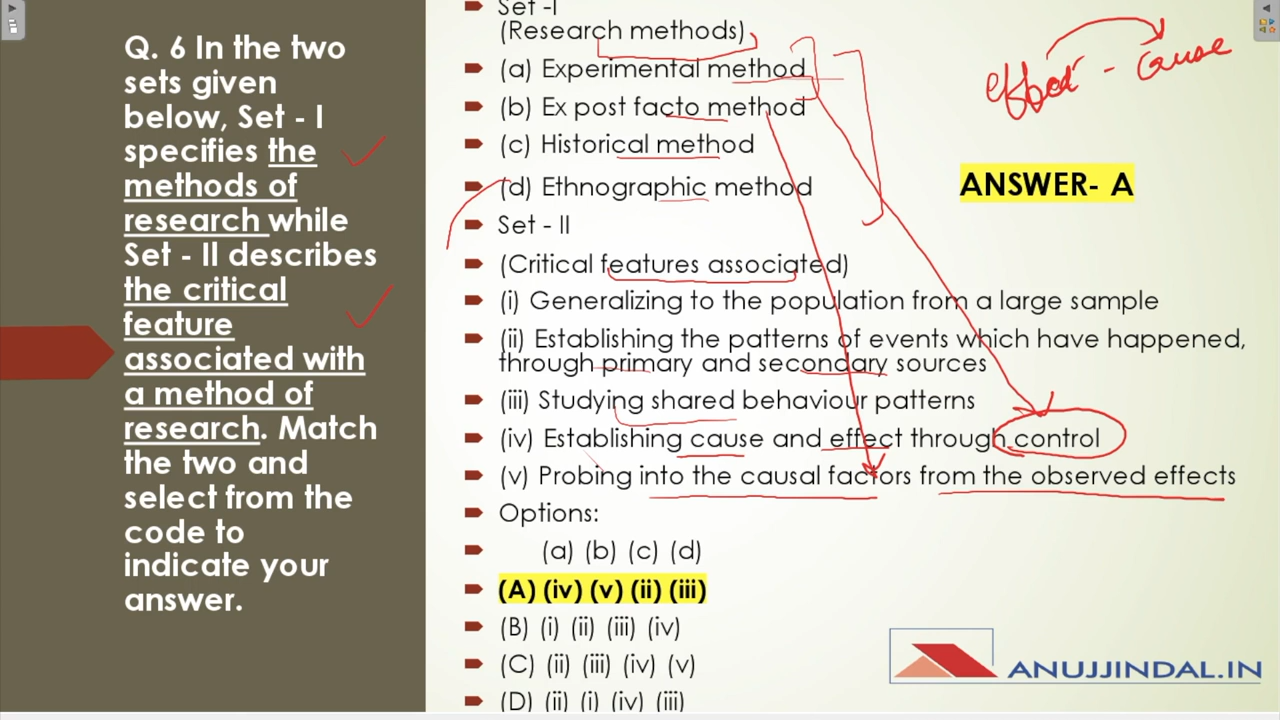 Q. 6 In the two
sets given
below, Set - I
specifies the
methods of
research while
Set - II describes
the critical
feature
associated with
a method of
research. Match
the two and
select from the
code to
indicate your
answer.
Set -I
(Research methods)
(a) Experimental method
(b) Ex post facto method
(c) Historical method
(d) Ethnographic method
Set - II
(Critical features associated)
(i) Generalizing to the population from a large sample
(ii) Establishing the patterns of events which have happened,
through primary and secondary sources
(iii) Studying shared behaviour patterns
(iv) Establishing cause and effect through control
(v) Probing into the causal factors from the observed effects
Options:
(a) (b) (c) (d)
(A) (iv) (v) (ii) (iii)
(B) (i) (ii) (iii) (iv)
(C) (ii) (iii) (iv) (v)
(D) (ii) (i) (iv) (iii)
effect - cause
ANSWER- A
ANUJJINDAL.IN